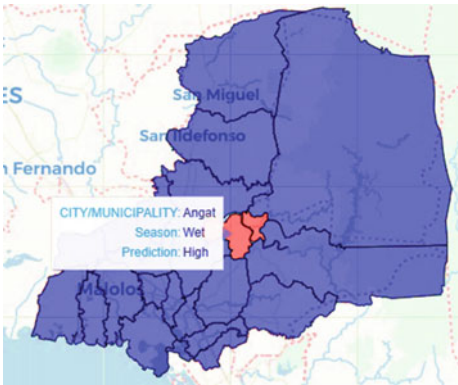 ES
San Miguel
San Ildefonso
n Fernando
CITY/MUNICIPALITY: Angat
Season: Wet
Prediction: High
Malolos